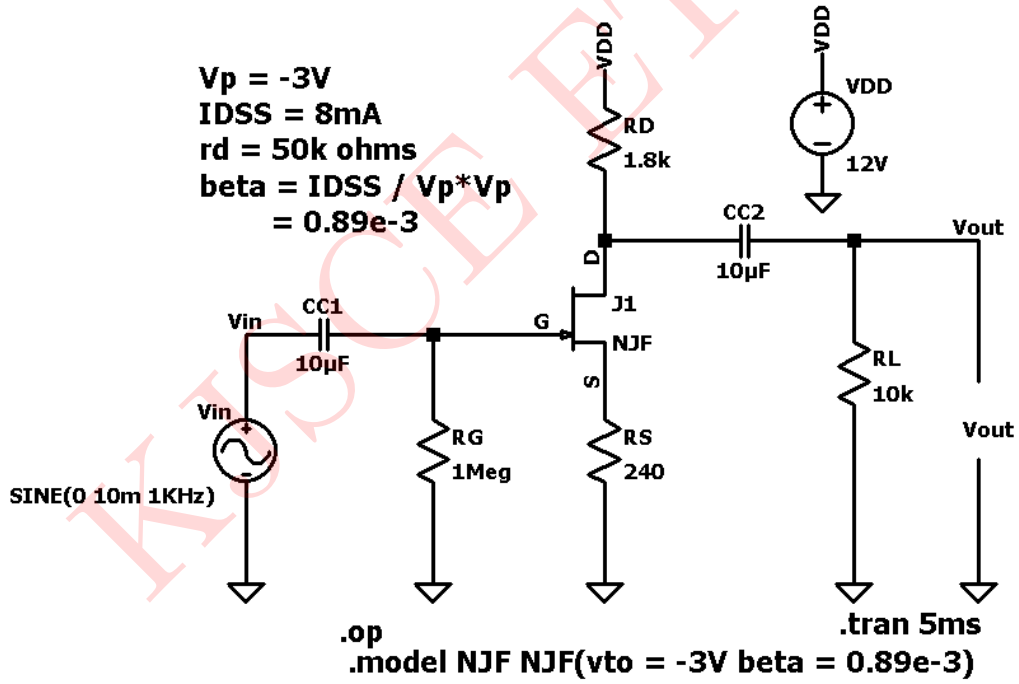 VDD
VDD
Vp = -3V
IDSS = 8mA
rd = 50k ohms
beta = IDSS / Vp*Vp
= 0.89e-3
RD
1.8k
VDD
12V
CC2
10µF
Vout
D
J1
G
NJF
S
CC1
10µF
Vin
Vin
SINE(0 10m 1KHz)
RG
1Meg
RS
240
RL
10k
Vout
.op
.tran 5ms
.model NJF NJF(vto = -3V beta = 0.89e-3)